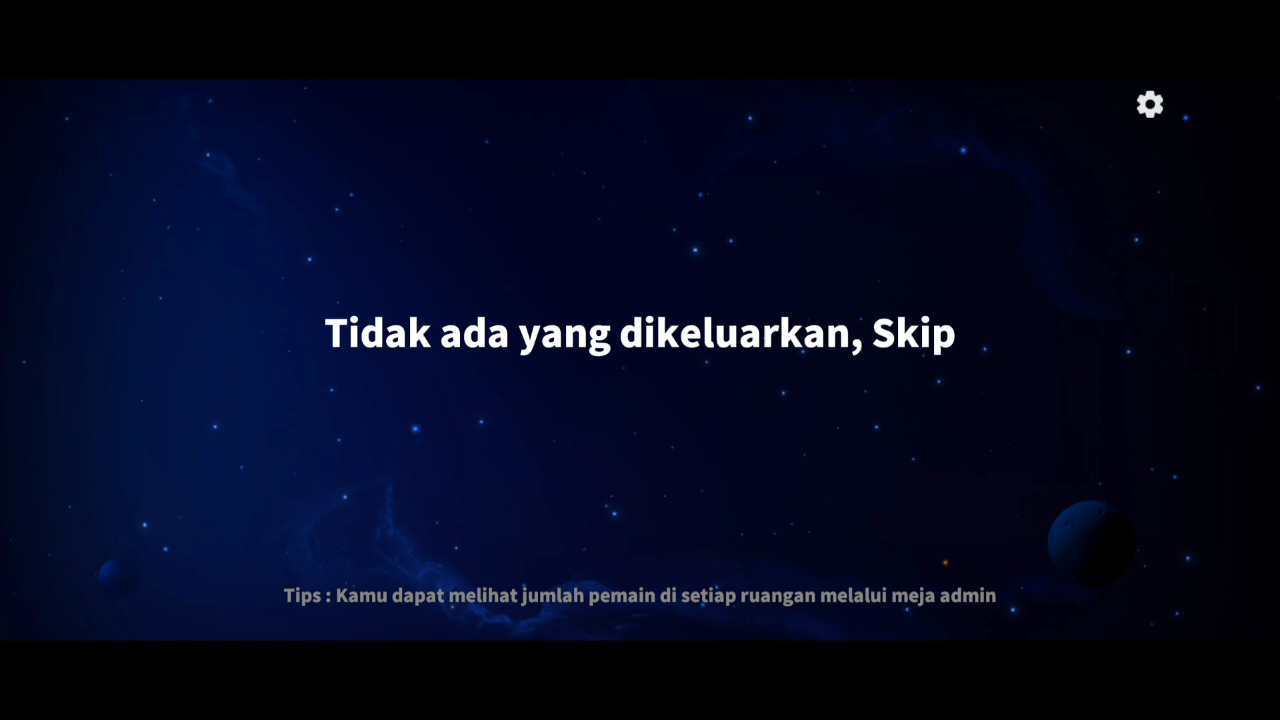 Tidak ada yang dikeluarkan, Skip
Tips : Kamu dapat melihat jumlah pemain di setiap ruangan melalui meja admin